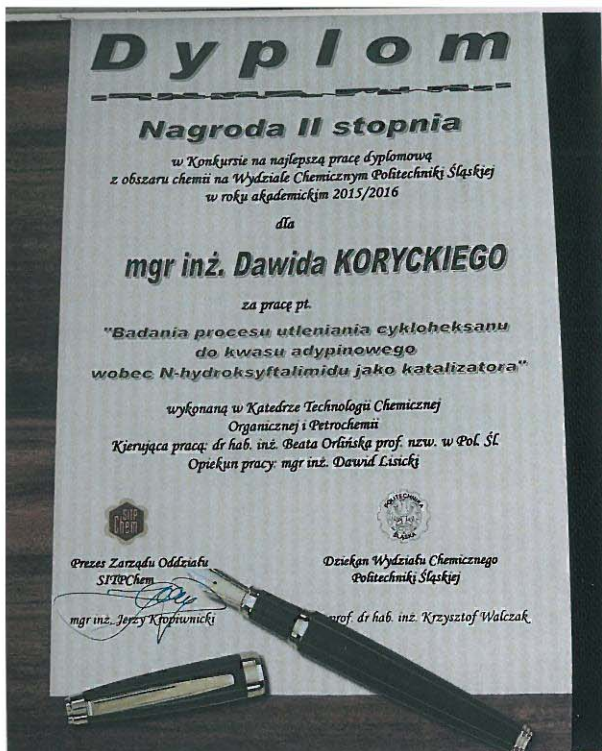 Dyplom
Nagroda II stopnia
w Konkursie na najlepszą pracę dyplomową
z obszaru chemii na Wydziale Chemicznym Politechniki Śląskiej
w roku akademickim 2015/2016
dla
mgr inż. Dawida KORYCKIEGO
za pracę pt.
"Badania procesu utleniania cykloheksanu
do kwasu adypinowego
wobec N-hydroksyftalimidu jako katalizatora"
wykonaną w Katedrze Technologii Chemicznej
Organicznej i Petrochemii
Kierująca pracą: dr hab. inż. Beata Orlińska prof. nzw. w Pol. Śl.
Opiekun pracy: mgr inż. Dawid Lisicki
SITP
Chem
POLITECHNIKA
ŚLĄSKA
Prezes Zarządu Oddziału
SITPChem
mgr inż. Jerzy Kropiwnicki
Dziekan Wydziału Chemicznego
Politechniki Śląskiej
prof. dr hab. inż. Krzysztof Walczak